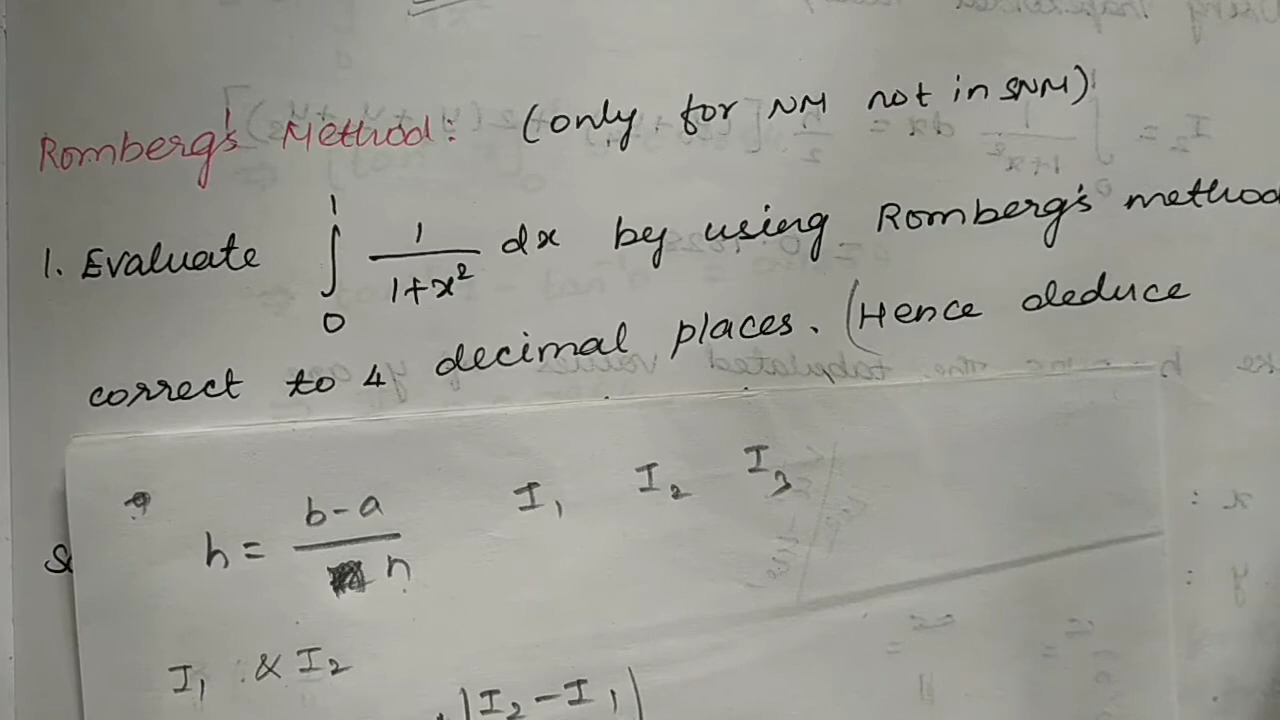 Romberg's Method: (only for NM not in SNM)
1. Evaluate ∫₀¹ 1/(1+x²) dx by using Romberg's method
correct to 4 decimal places. (Hence deduce
h = (b-a)/n I₁ I₂ I₃
I₁ & I₂
|I₂ - I₁|